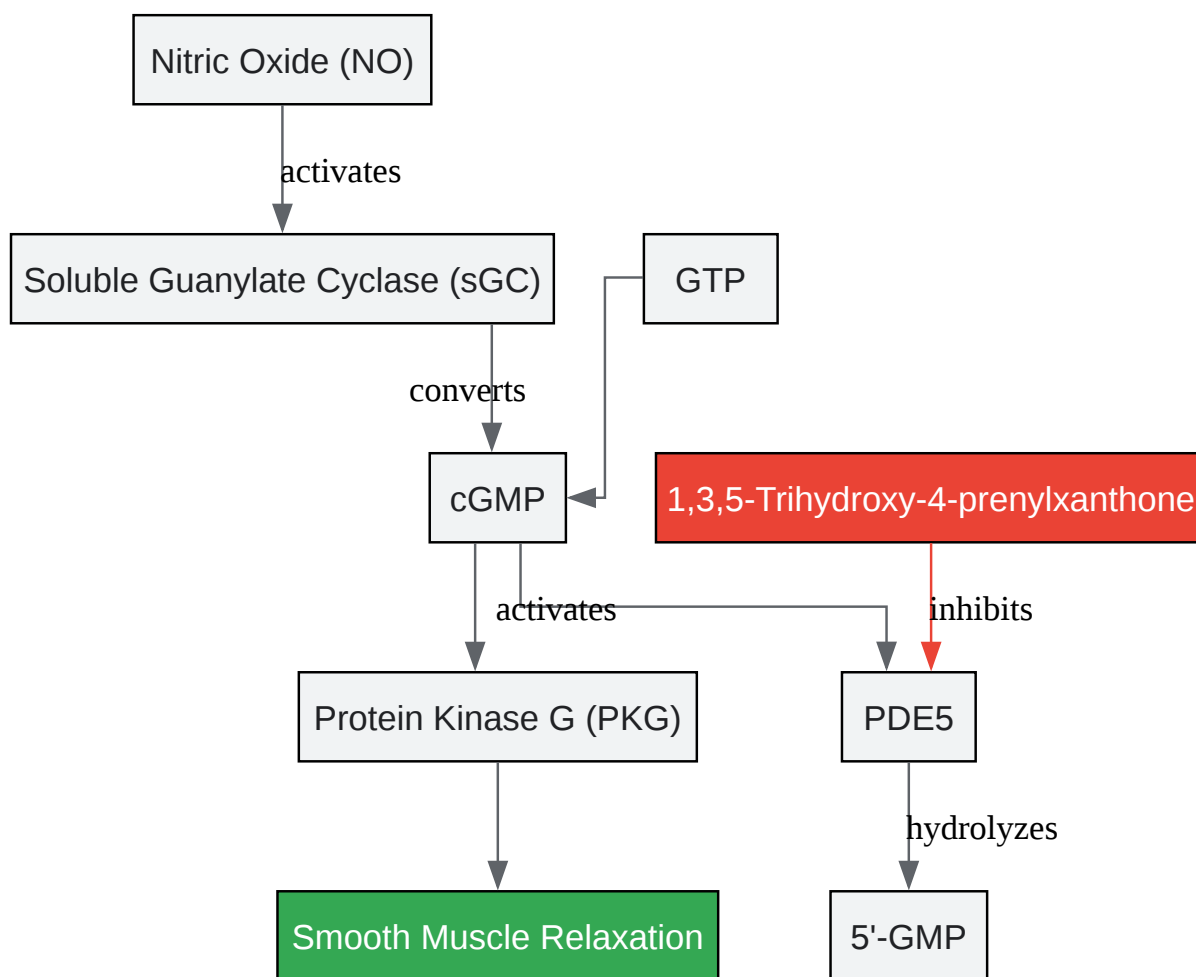 Nitric Oxide (NO)
activates
Soluble Guanylate Cyclase (sGC)
GTP
converts
cGMP
1,3,5-Trihydroxy-4-prenylxanthone
activates
inhibits
Protein Kinase G (PKG)
PDE5
hydrolyzes
Smooth Muscle Relaxation
5'-GMP